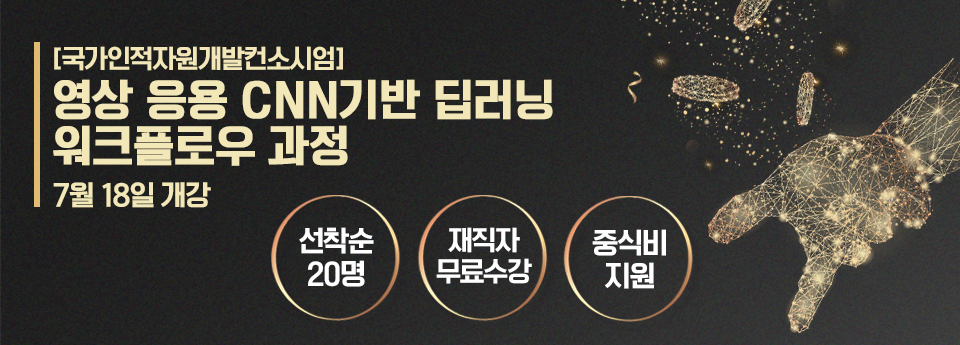 [국가인적자원개발컨소시엄]
영상 응용 CNN기반 딥러닝
워크플로우 과정
7월 18일 개강
선착순
20명
재직자
무료수강
중식비
지원